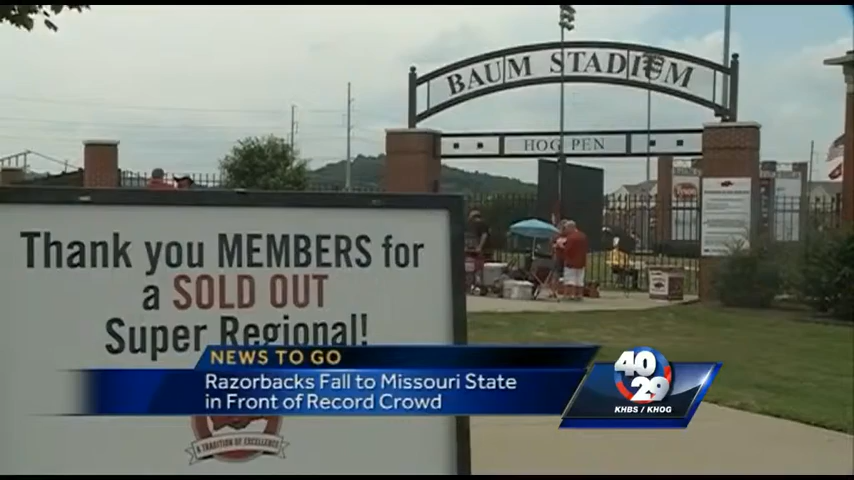 BAUM STADIUM
HOG PEN
Thank you MEMBERS for
a SOLD OUT
Super Regional!
NEWS TO GO
Razorbacks Fall to Missouri State
in Front of Record Crowd
40
29
KHBS / KHOG
A TRADITION OF EXCELLENCE